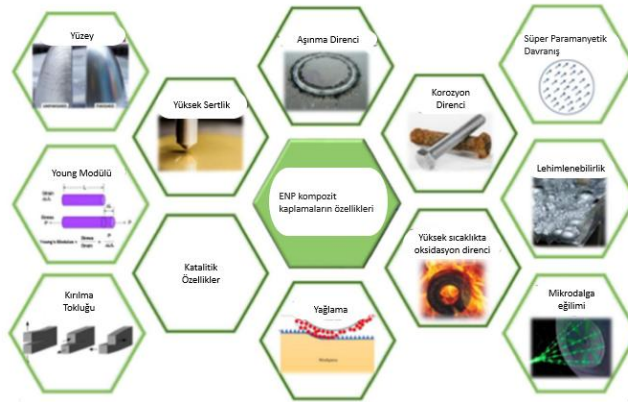 Yüzey
Aşınma Direnci
Süper Paramanyetik
Davranış
Yüksek Sertlik
Korozyon
Direnci
Young Modülü
ENP kompozit
kaplamaların özellikleri
Lehimlenebilirlik
Katalitik
Özellikler
Yüksek sıcaklıkta
oksidasyon direnci
Kırılma
Tokluğu
Yağlama
Mikrodalga
eğilimi